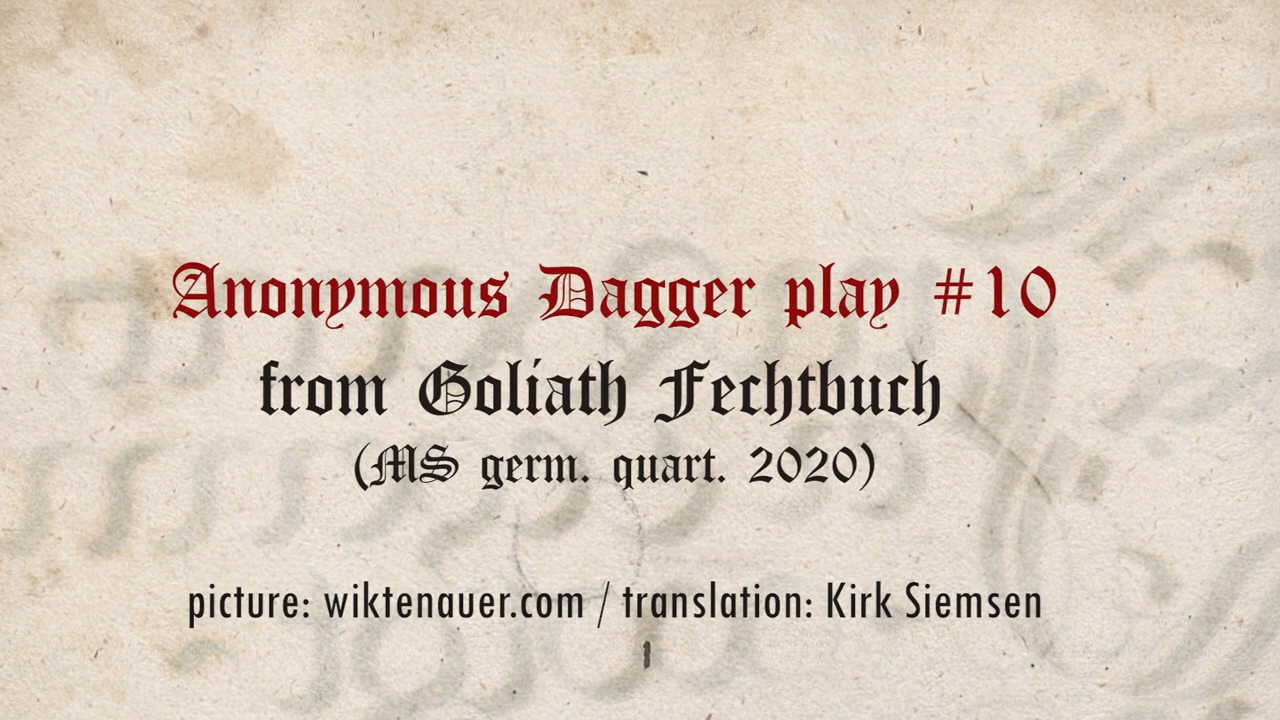 Anonymous Dagger play #10
from Goliath Fechtbuch
(MS germ. quart. 2020)
picture: wiktenauer.com / translation: Kirk Siemsen